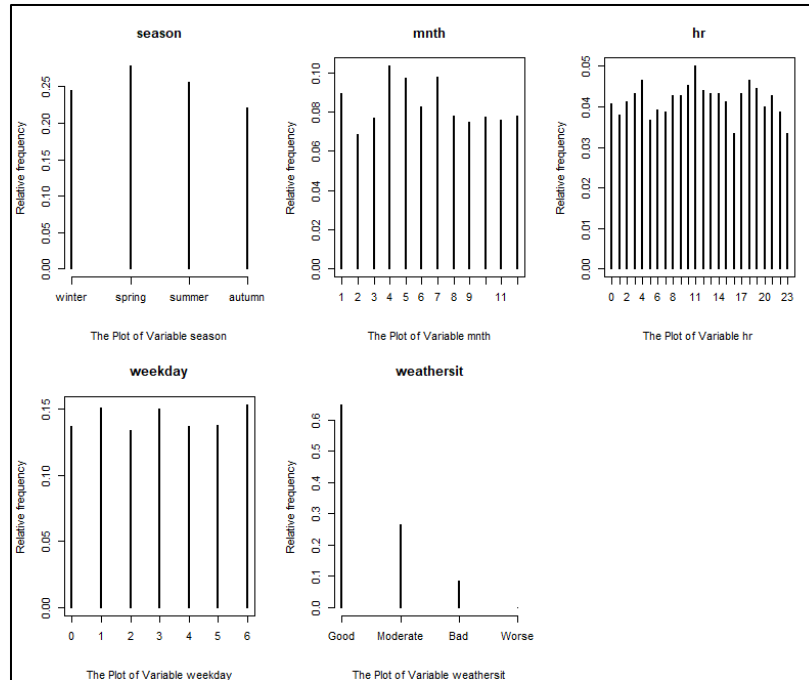 season
mnth
hr
Relative frequency
0.00 0.05 0.10 0.15 0.20 0.25
winter spring summer autumn
The Plot of Variable season
Relative frequency
0.00 0.02 0.04 0.06 0.08 0.10
1 2 3 4 5 6 7 8 9 11
The Plot of Variable mnth
Relative frequency
0.00 0.01 0.02 0.03 0.04 0.05
0 2 4 6 8 11 14 17 20 23
The Plot of Variable hr
weekday
weathersit
Relative frequency
0.00 0.05 0.10 0.15
0 1 2 3 4 5 6
The Plot of Variable weekday
Relative frequency
0.0 0.1 0.2 0.3 0.4 0.5 0.6
Good Moderate Bad Worse
The Plot of Variable weathersit